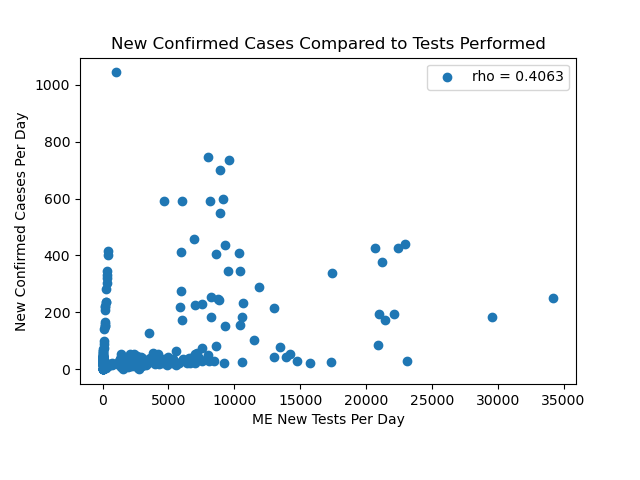 New Confirmed Cases Compared to Tests Performed
rho = 0.4063
1000
800
600
400
200
0
New Confirmed Caeses Per Day
0 5000 10000 15000 20000 25000 30000 35000
ME New Tests Per Day